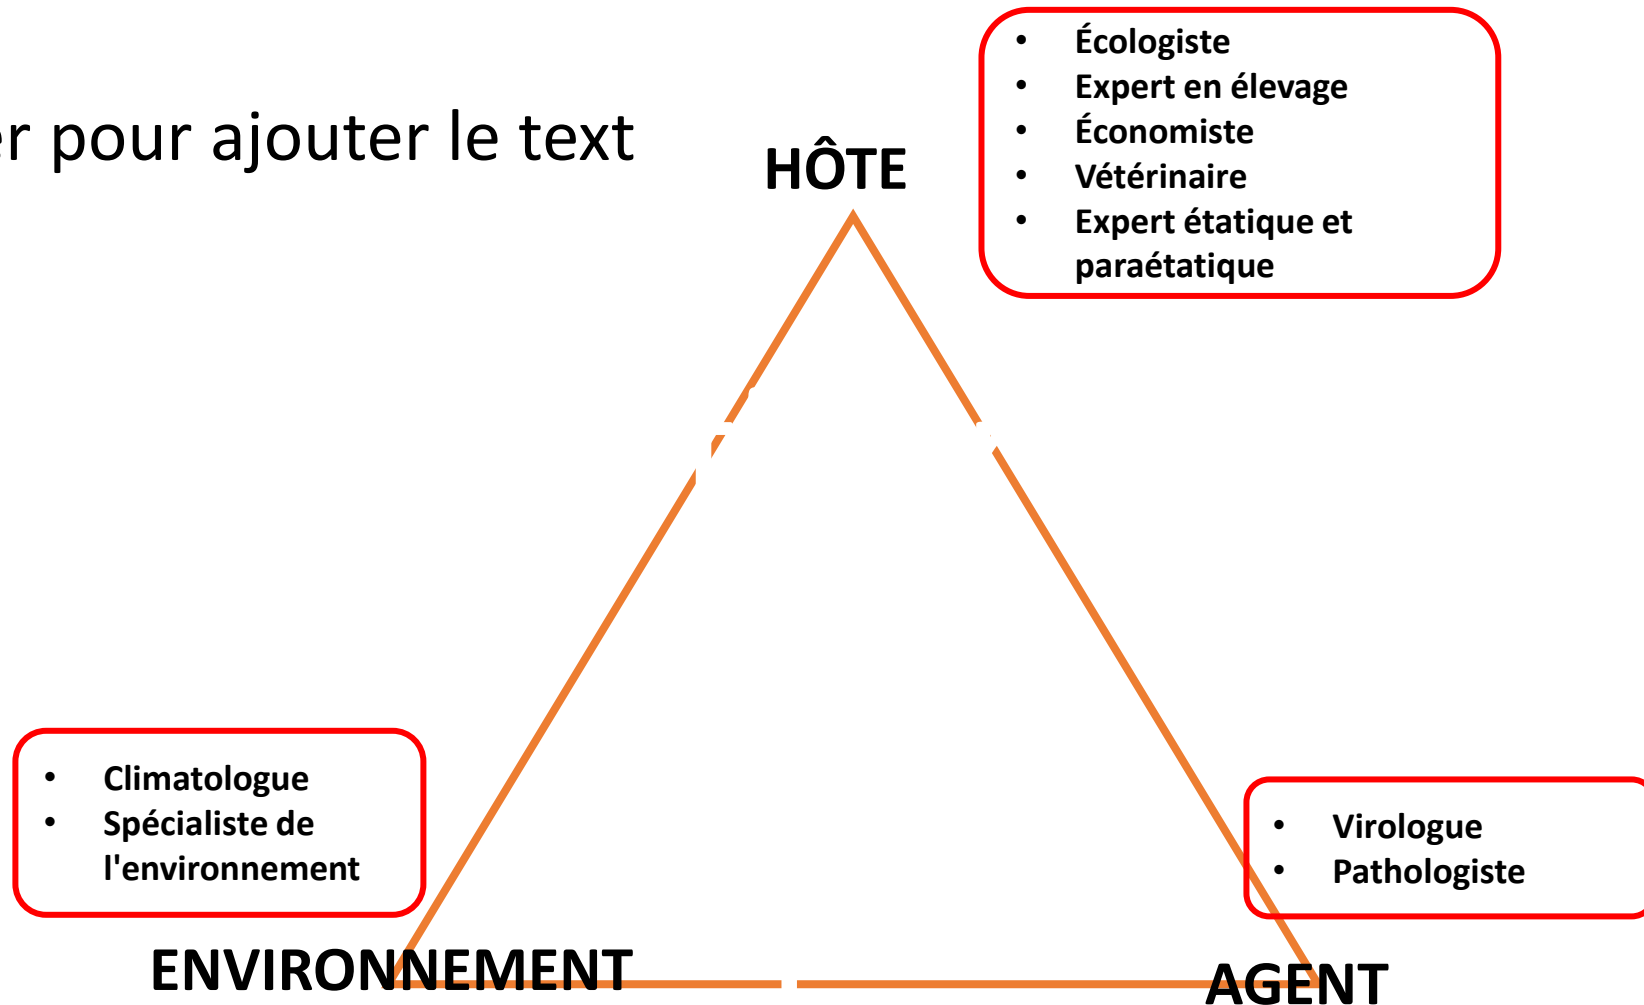 er pour ajouter le text
HÔTE
• Écologiste
• Expert en élevage
• Économiste
• Vétérinaire
• Expert étatique et
paraétatique
• Climatologue
• Spécialiste de
l'environnement
• Virologue
• Pathologiste
ENVIRONNEMENT
AGENT